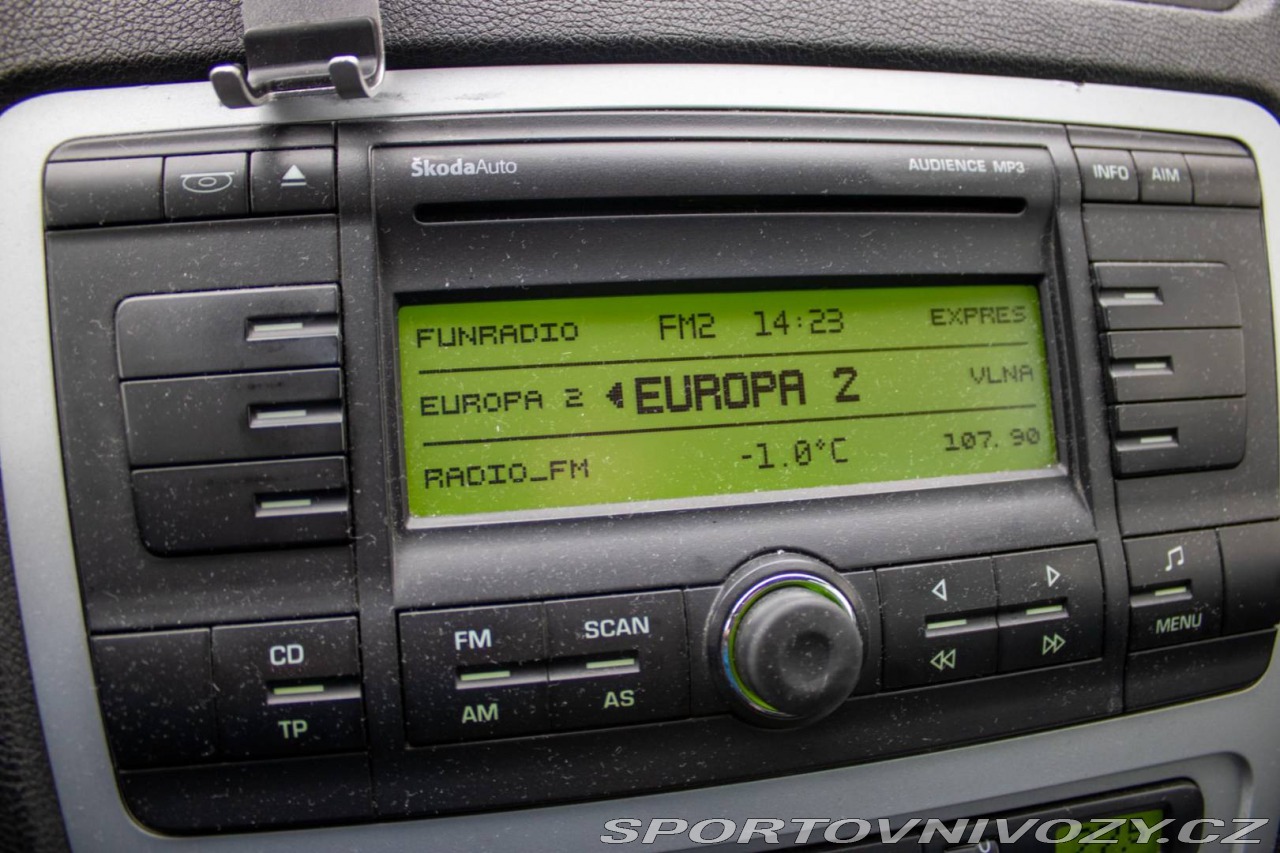 ŠkodaAuto AUDIENCE MP3 INFO AIM
FUNRADIO FM2 14:23 EXPRES
EUROPA 2 EUROPA 2 VLNA
RADIO_FM -1.0°C 107.90
CD FM SCAN
TP AM AS MENU
SPORTOVNIVOZY.CZ